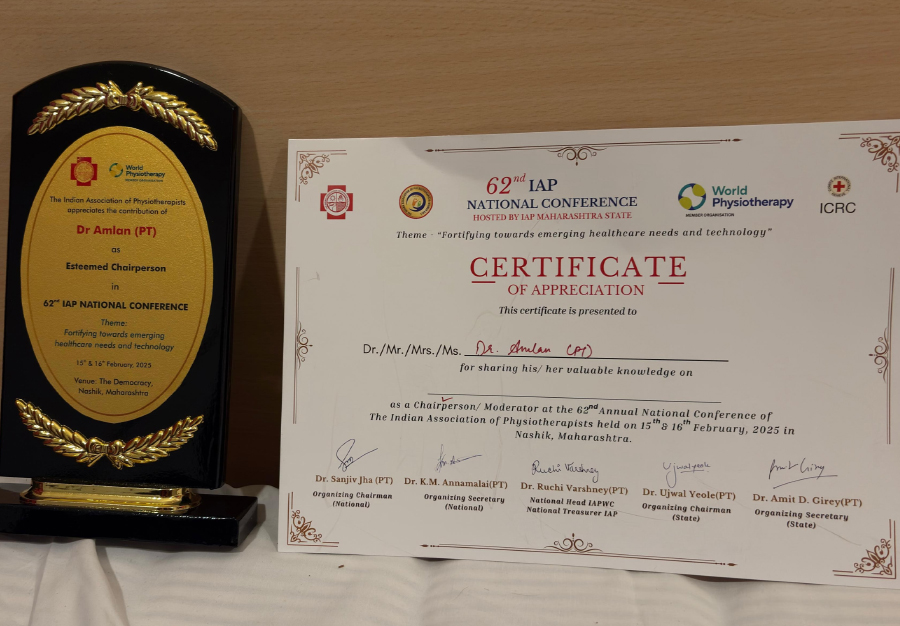 World
Physiotherapy
MEMBER ORGANISATION
The Indian Association of Physiotherapists
appreciates the contribution of
Dr Amlan (PT)
as
Esteemed Chairperson
in
62nd IAP NATIONAL CONFERENCE
Theme:
Fortifying towards emerging
healthcare needs and technology
15th & 16th February, 2025
Venue: The Democracy,
Nashik, Maharashtra
62nd IAP
NATIONAL CONFERENCE
HOSTED BY IAP MAHARASHTRA STATE
World
Physiotherapy
MEMBER ORGANISATION
ICRC
Theme - "Fortifying towards emerging healthcare needs and technology"
CERTIFICATE
OF APPRECIATION
This certificate is presented to
Dr./Mr./Mrs./Ms. Dr. Amlan (PT)
for sharing his/ her valuable knowledge on
as a Chairperson/ Moderator at the 62nd Annual National Conference of
The Indian Association of Physiotherapists held on 15th & 16th February, 2025 in
Nashik, Maharashtra.
Ruchi Varshney
Dr. Sanjiv Jha (PT)
Organizing Chairman
(National)
Dr. K.M. Annamalai(PT)
Organizing Secretary
(National)
Dr. Ruchi Varshney(PT)
National Head IAPWC
National Treasurer IAP
Dr. Ujwal Yeole(PT)
Organizing Chairman
(State)
Dr. Amit D. Girey(PT)
Organizing Secretary
(State)